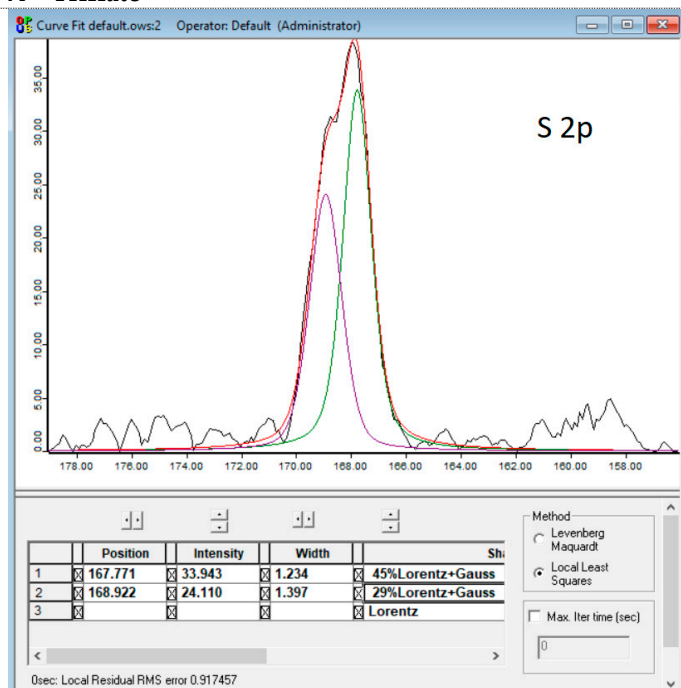 Curve Fit default.ows:2 Operator: Default (Administrator)
35.00
30.00
25.00
20.00
15.00
10.00
5.00
0.00
S 2p
178.00 176.00 174.00 172.00 170.00 168.00 166.00 164.00 162.00 160.00 158.00
Position Intensity Width Sha
1 167.771 33.943 1.234 45%Lorentz+Gauss
2 168.922 24.110 1.397 29%Lorentz+Gauss
3 Lorentz
Method
Levenberg
Maquardt
Local Least
Squares
Max. Iter time (sec)
0
0sec: Local Residual RMS error 0.917457